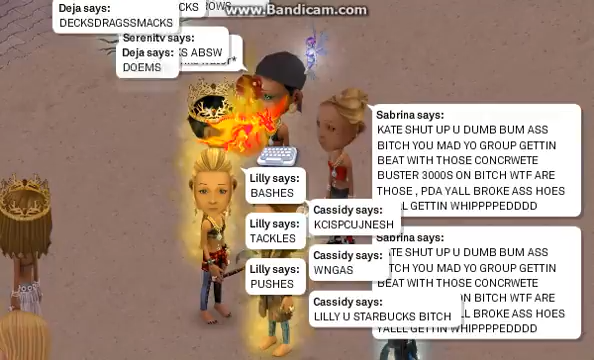 www.Bandicam.com
Deja says:
DECKSDRAGSSMACKS
Serenity says:
Deja says:
DOEMS
ABSW
Sabrina says:
KATE SHUT UP U DUMB BUM ASS
BITCH YOU MAD YO GROUP GETTIN
BEAT WITH THOSE CONCRWETE
BUSTER 3000S ON BITCH WTF ARE
THOSE , PDA YALL BROKE ASS HOES
GETTIN WHIPPPPEDDDD
Lilly says:
BASHES
Cassidy says:
KCISPCUJNESH
Lilly says:
TACKLES
Cassidy says:
WNGAS
Lilly says:
PUSHES
Cassidy says:
LILLY U STARBUCKS BITCH
Sabrina says:
KATE SHUT UP U DUMB BUM ASS
BITCH YOU MAD YO GROUP GETTIN
BEAT WITH THOSE CONCRWETE
ON BITCH WTF ARE
BROKE ASS HOES
YALLL GETTIN WHIPPPPEDDDD